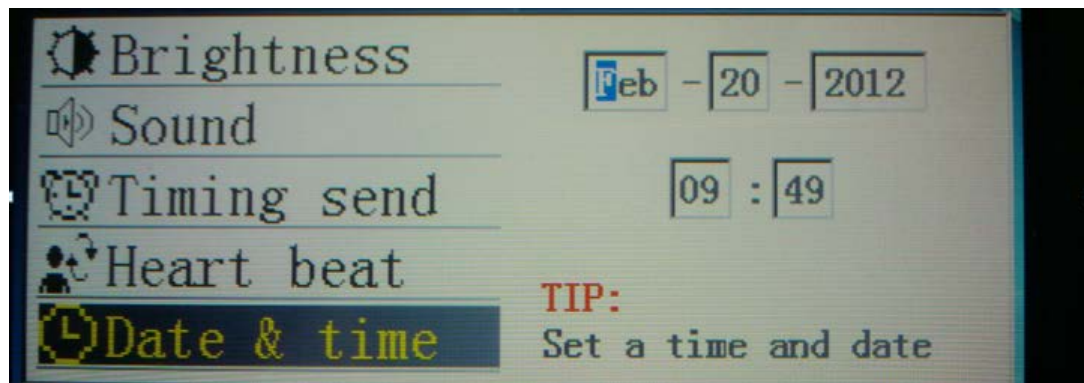 Brightness
Sound
Timing send
Heart beat
Date & time
Feb - 20 - 2012
09 : 49
TIP:
Set a time and date